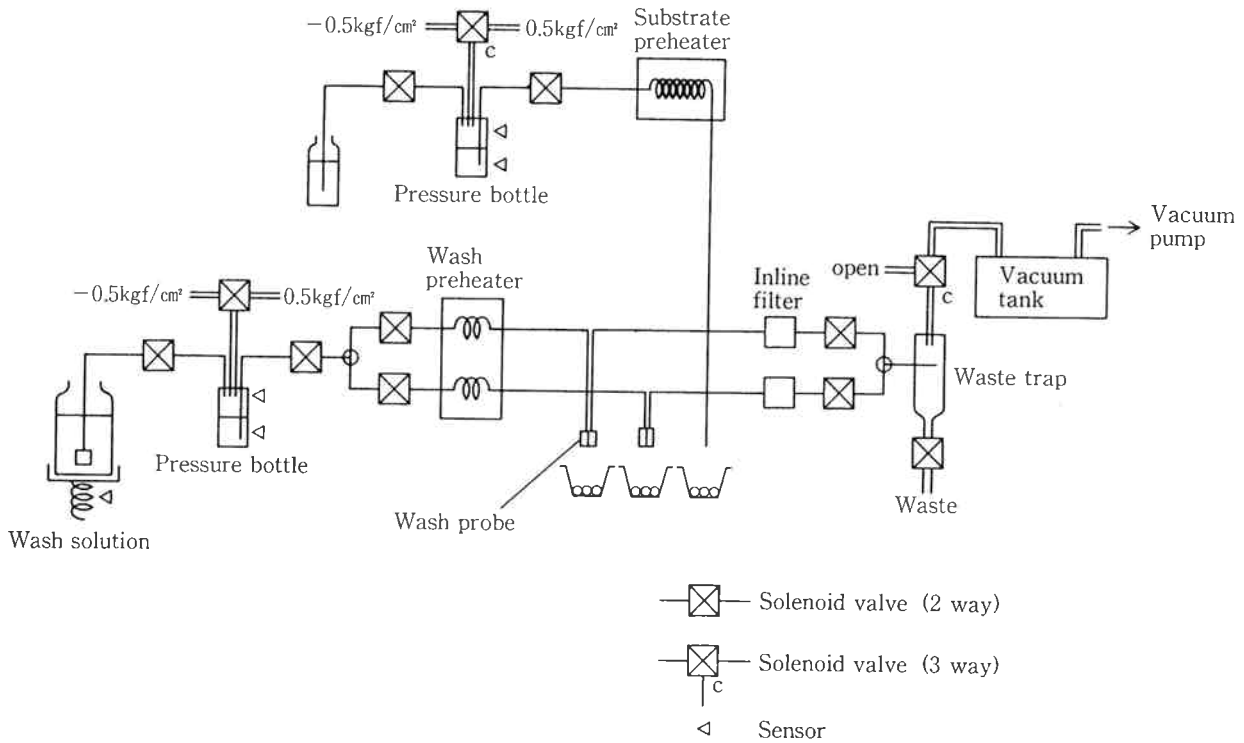 −0.5kgf/cm²
0.5kgf/cm²
c
Substrate
preheater
Pressure bottle
Wash
preheater
−0.5kgf/cm²
0.5kgf/cm²
Pressure bottle
Wash solution
Wash probe
Inline
filter
open
c
Vacuum
tank
Vacuum
pump
Waste trap
Waste
Solenoid valve (2 way)
Solenoid valve (3 way)
c
Sensor